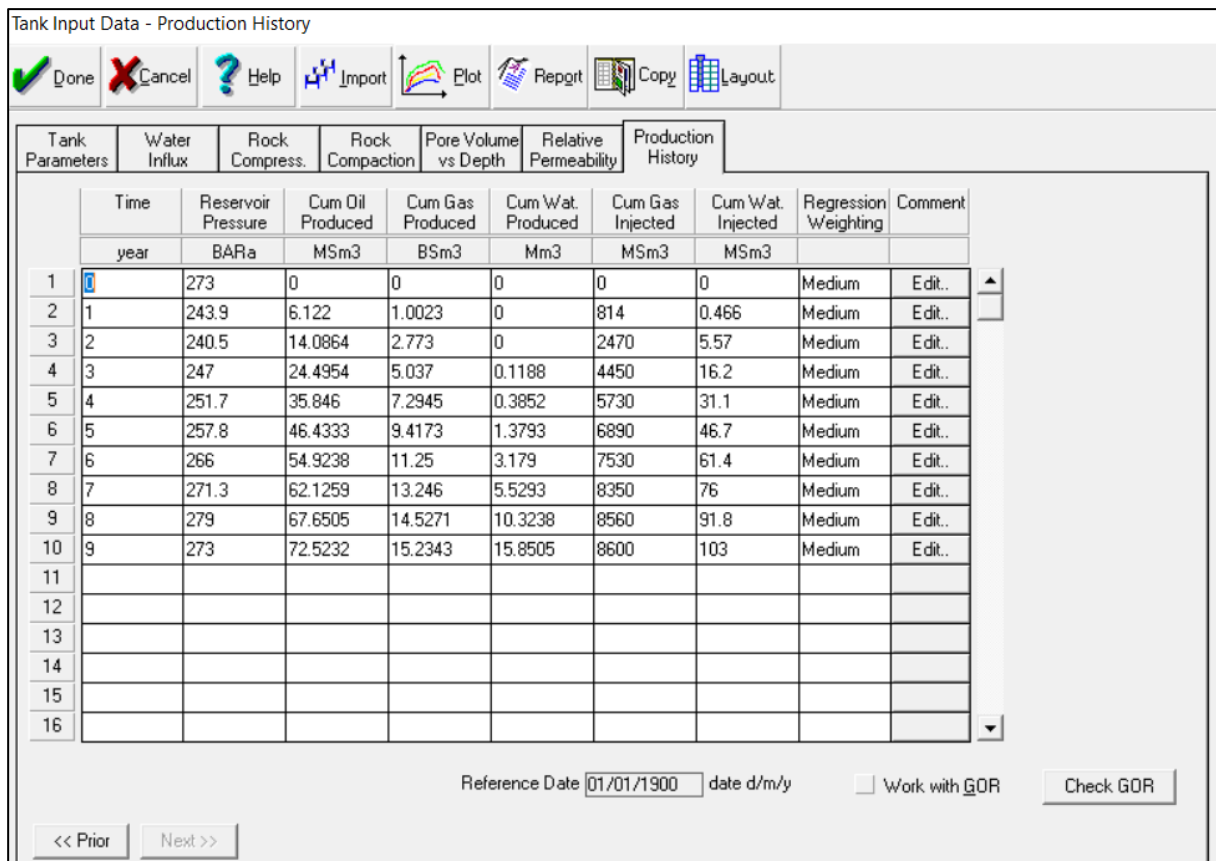 Tank Input Data - Production History
Done Cancel Help Import Plot Report Copy Layout
Tank Parameters Water Influx Rock Compress. Rock Compaction Pore Volume vs Depth Relative Permeability Production History
Time Reservoir Pressure Cum Oil Produced Cum Gas Produced Cum Wat. Produced Cum Gas Injected Cum Wat. Injected Regression Weighting Comment
year BARa MSm3 BSm3 Mm3 MSm3 MSm3
1 0 273 0 0 0 0 0 Medium Edit..
2 1 243.9 6.122 1.0023 0 814 0.466 Medium Edit..
3 2 240.5 14.0864 2.773 0 2470 5.57 Medium Edit..
4 3 247 24.4954 5.037 0.1188 4450 16.2 Medium Edit..
5 4 251.7 35.846 7.2945 0.3852 5730 31.1 Medium Edit..
6 5 257.8 46.4333 9.4173 1.3793 6890 46.7 Medium Edit..
7 6 266 54.9238 11.25 3.179 7530 61.4 Medium Edit..
8 7 271.3 62.1259 13.246 5.5293 8350 76 Medium Edit..
9 8 279 67.6505 14.5271 10.3238 8560 91.8 Medium Edit..
10 9 273 72.5232 15.2343 15.8505 8600 103 Medium Edit..
11
12
13
14
15
16
Reference Date 01/01/1900 date d/m/y Work with GOR Check GOR
<< Prior Next >>